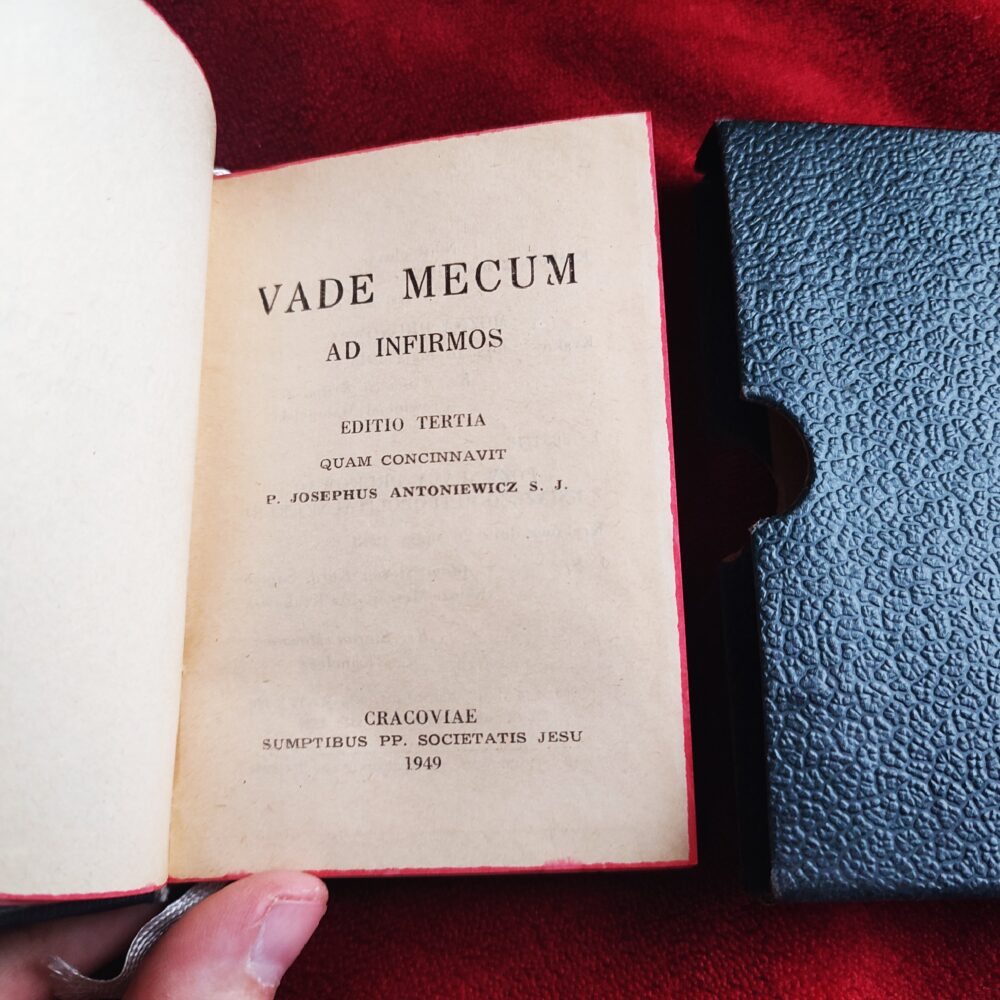 VADE MECUM
AD INFIRMOS
EDITIO TERTIA
QUAM CONCINNAVIT
P. JOSEPHUS ANTONIEWICZ S. J.
CRACOVIAE
SUMPTIBUS PP. SOCIETATIS JESU
1949